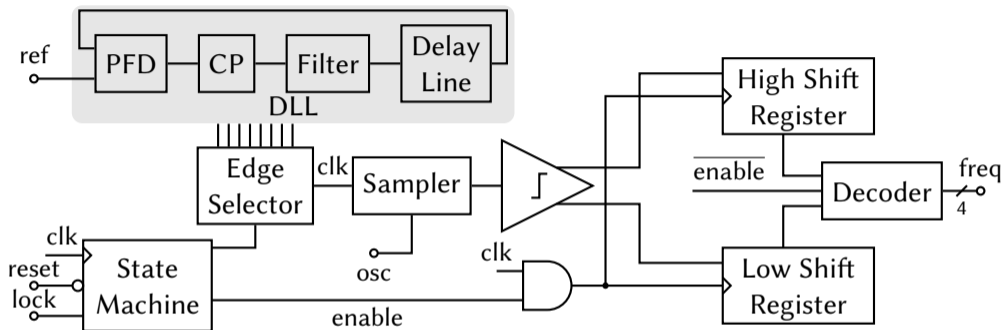 ref
PFD
CP
Filter
Delay
Line
DLL
Edge
Selector
clk
Sampler
osc
High Shift
Register
enable
Decoder
freq
4
clk
reset
lock
State
Machine
enable
clk
Low Shift
Register